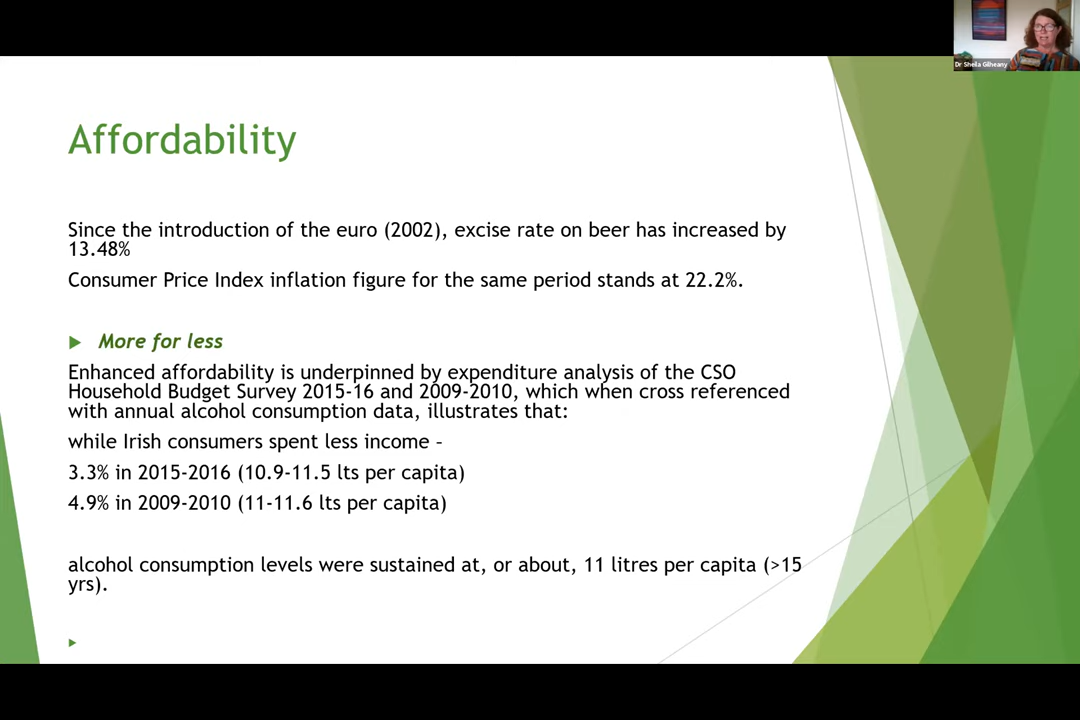 Dr Sheila Gilheany
Affordability
Since the introduction of the euro (2002), excise rate on beer has increased by
13.48%
Consumer Price Index inflation figure for the same period stands at 22.2%.
More for less
Enhanced affordability is underpinned by expenditure analysis of the CSO
Household Budget Survey 2015-16 and 2009-2010, which when cross referenced
with annual alcohol consumption data, illustrates that:
while Irish consumers spent less income –
3.3% in 2015-2016 (10.9-11.5 lts per capita)
4.9% in 2009-2010 (11-11.6 lts per capita)
alcohol consumption levels were sustained at, or about, 11 litres per capita (>15
yrs).